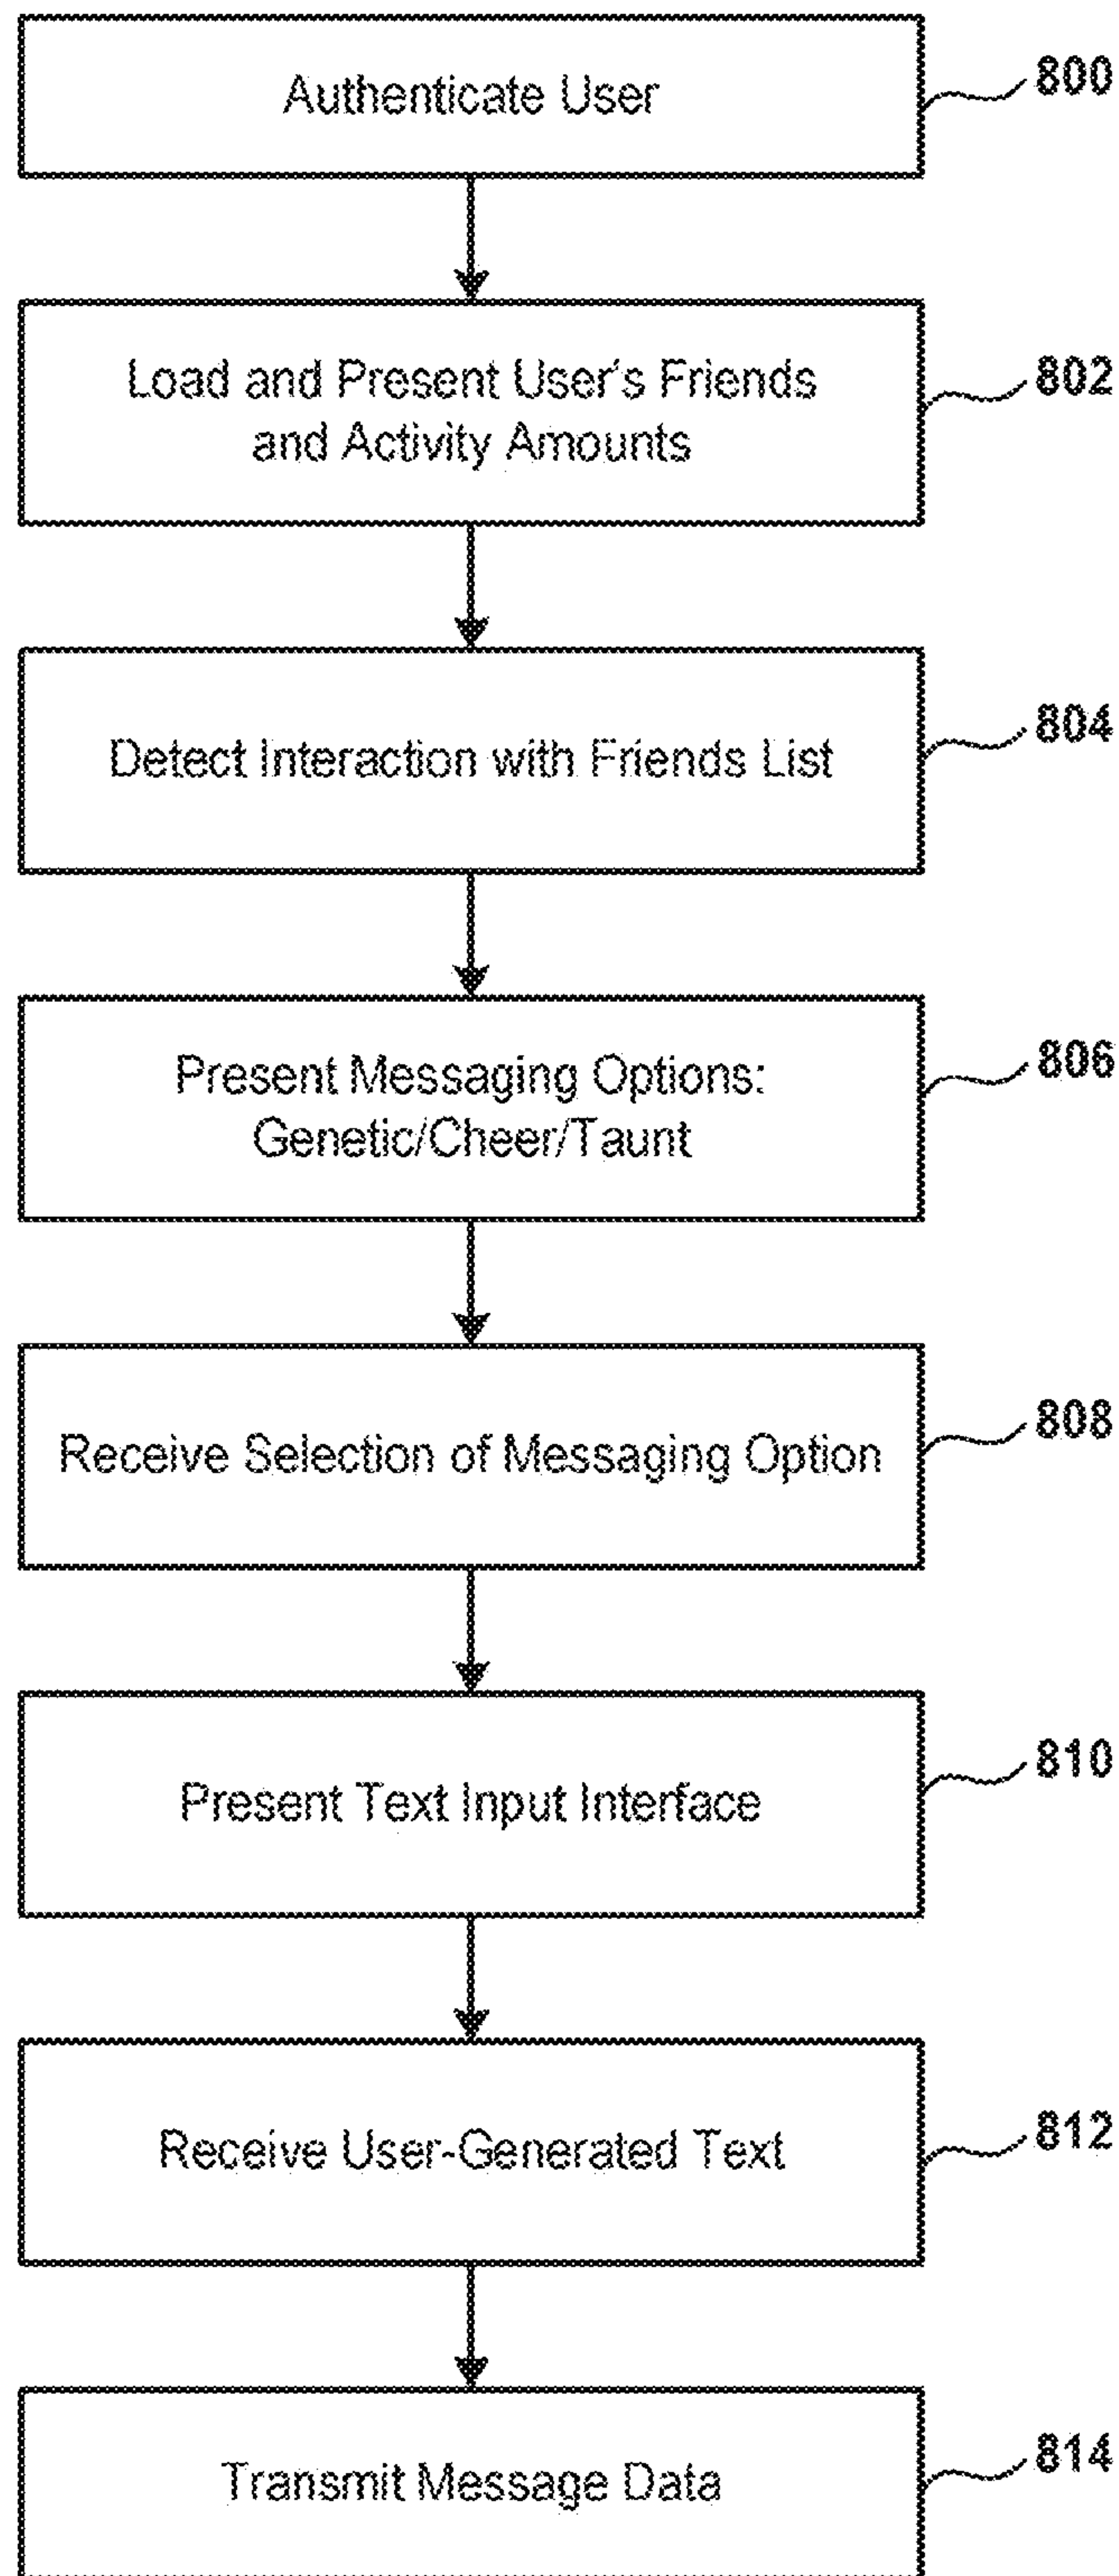 Authenticate User
800
Load and Present User's Friends
and Activity Amounts
802
Detect Interaction with Friends List
804
Present Messaging Options:
Genetic/Cheer/Taunt
806
Receive Selection of Messaging Option
808
Present Text Input Interface
810
Receive User-Generated Text
812
Transmit Message Data
814